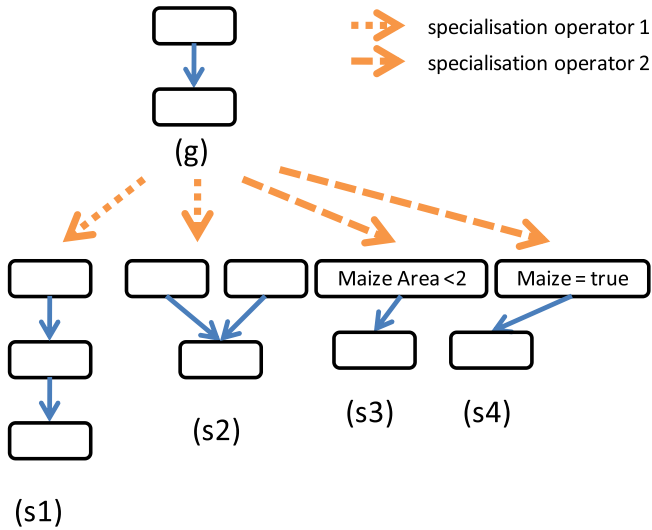 specialisation operator 1
specialisation operator 2
(g)
Maize Area <2
Maize = true
(s1)
(s2)
(s3)
(s4)